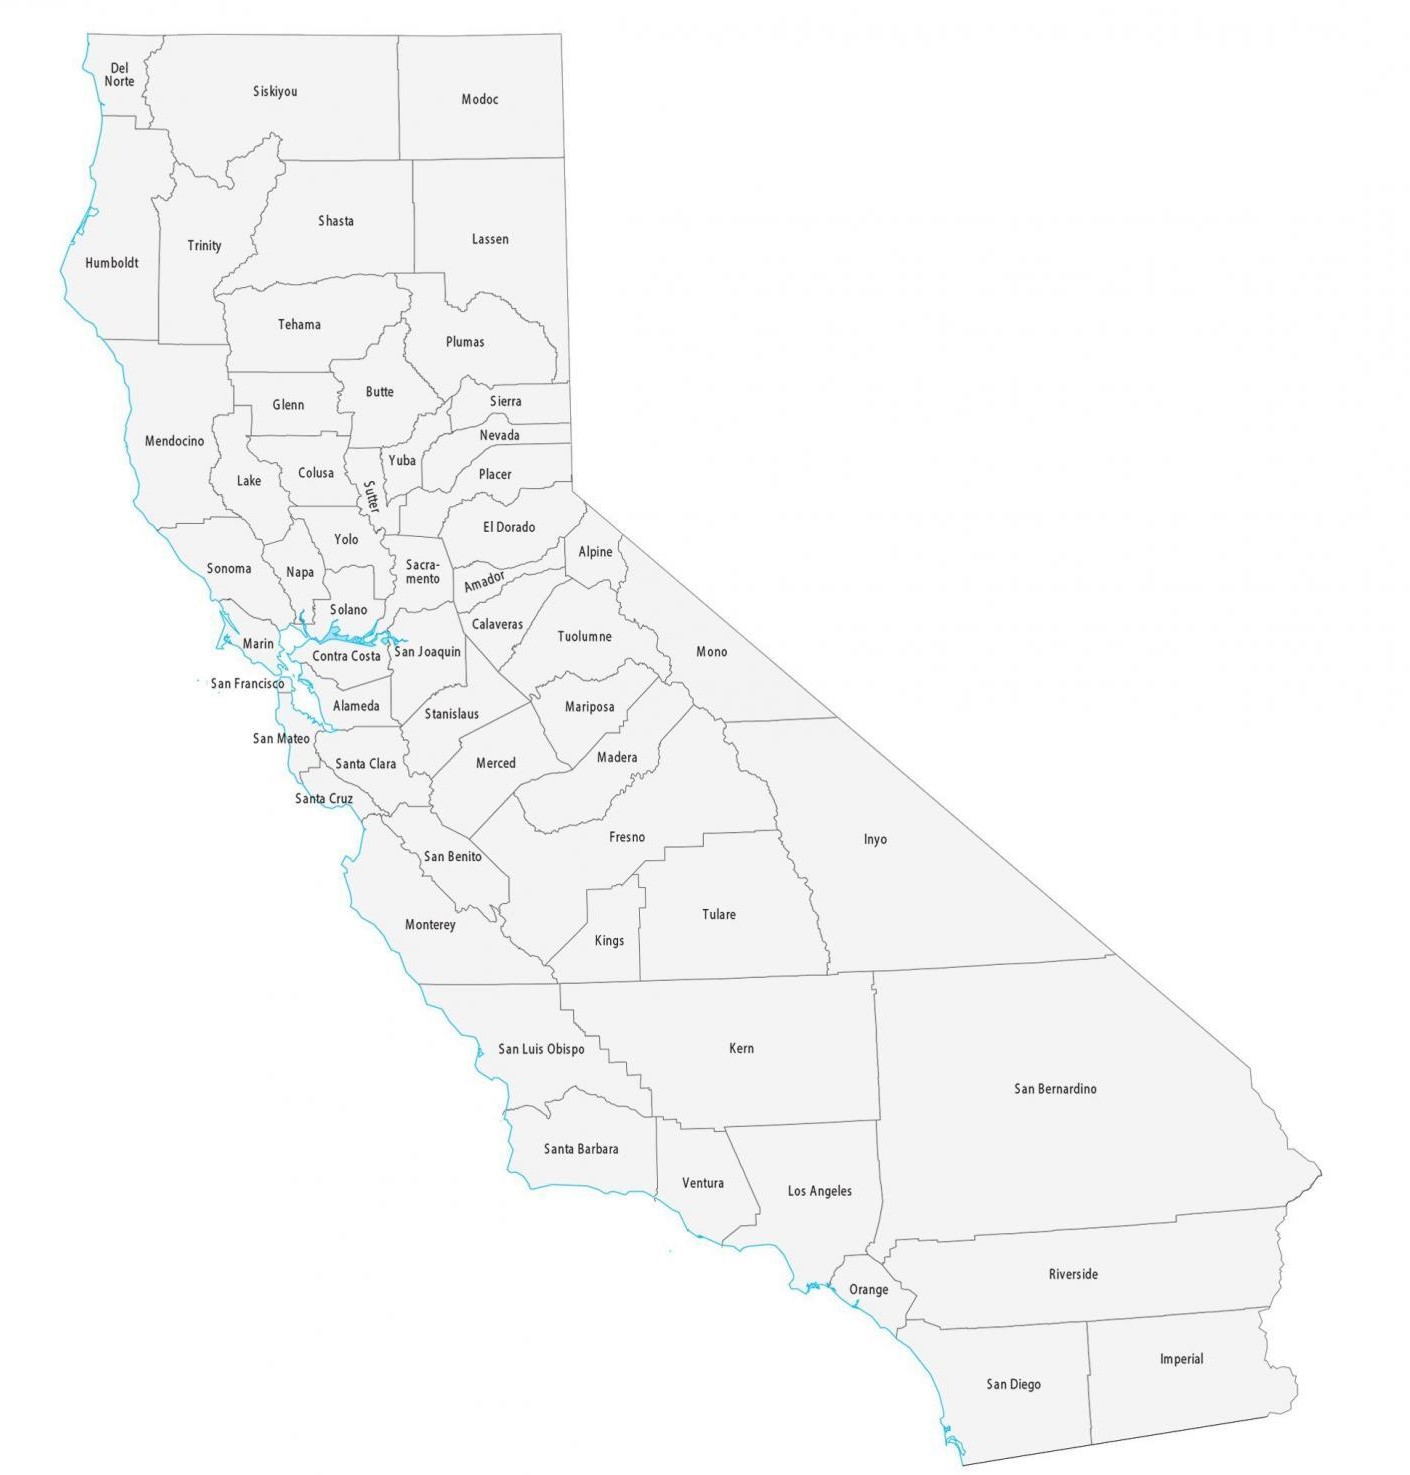 Del
Norte
Siskiyou
Modoc
Shasta
Lassen
Trinity
Humboldt
Tehama
Plumas
Butte
Sierra
Glenn
Nevada
Mendocino
Yuba
Colusa
Placer
Lake
Sutter
El Dorado
Yolo
Alpine
Sonoma
Napa
Sacra-
mento
Amador
Solano
Calaveras
Tuolumne
Marin
San Joaquin
Mono
Contra Costa
San Francisco
Alameda
Mariposa
Stanislaus
San Mateo
Madera
Merced
Santa Clara
Santa Cruz
Fresno
Inyo
San Benito
Tulare
Monterey
Kings
San Luis Obispo
Kern
San Bernardino
Santa Barbara
Ventura
Los Angeles
Riverside
Orange
Imperial
San Diego